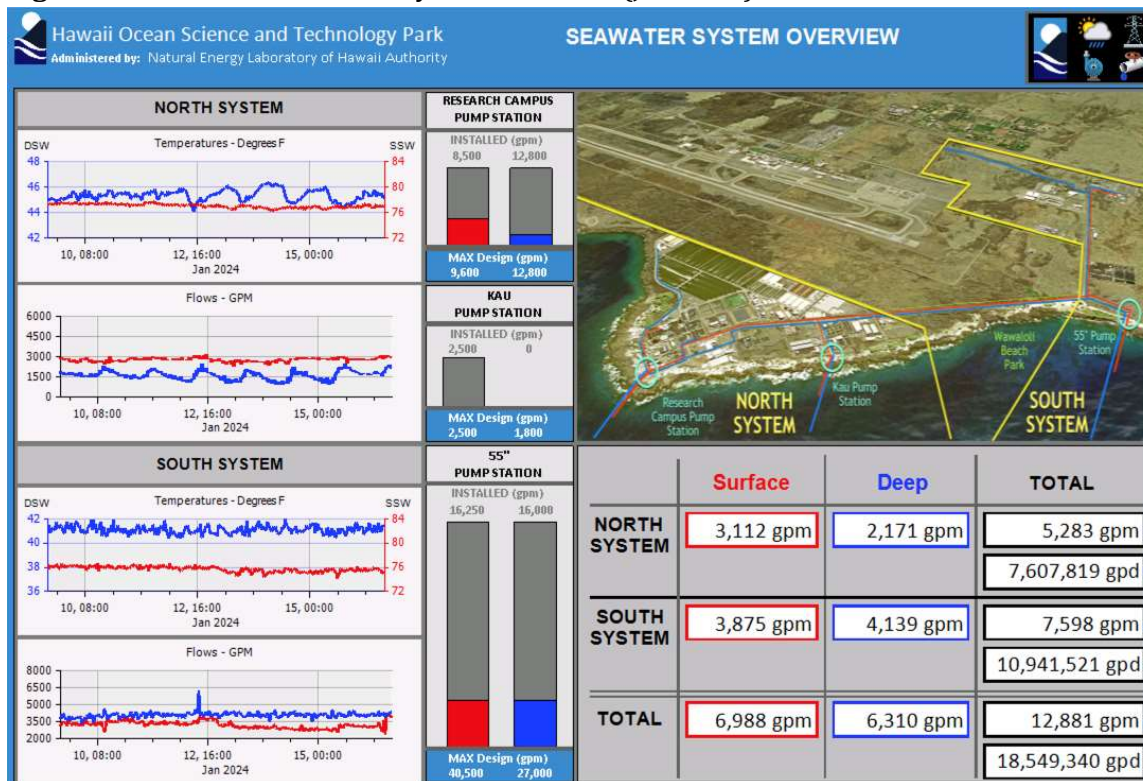 Hawaii Ocean Science and Technology Park
Administered by: Natural Energy Laboratory of Hawaii Authority
SEAWATER SYSTEM OVERVIEW
NORTH SYSTEM
DSW
Temperatures - Degrees F
SSW
48
46
44
42
84
80
76
72
10, 08:00
12, 16:00
15, 00:00
Jan 2024
Flows - GPM
6000
4500
3000
1500
0
10, 08:00
12, 16:00
15, 00:00
Jan 2024
SOUTH SYSTEM
DSW
Temperatures - Degrees F
SSW
42
40
38
36
84
80
76
72
10, 08:00
12, 16:00
15, 00:00
Jan 2024
Flows - GPM
8000
6500
5000
3500
2000
10, 08:00
12, 16:00
15, 00:00
Jan 2024
RESEARCH CAMPUS
PUMP STATION
INSTALLED (gpm)
8,500 12,800
MAX Design (gpm)
9,600 12,800
KAU
PUMP STATION
INSTALLED (gpm)
2,500 0
MAX Design (gpm)
2,500 1,800
55"
PUMP STATION
INSTALLED (gpm)
16,250 16,000
MAX Design (gpm)
40,500 27,000
Research
Campus Pump
Station
NORTH
SYSTEM
Kau Pump
Station
Wawaloli
Beach
Park
55" Pump
Station
SOUTH
SYSTEM
Surface Deep TOTAL
NORTH
SYSTEM
3,112 gpm 2,171 gpm 5,283 gpm
7,607,819 gpd
SOUTH
SYSTEM
3,875 gpm 4,139 gpm 7,598 gpm
10,941,521 gpd
TOTAL 6,988 gpm 6,310 gpm 12,881 gpm
18,549,340 gpd